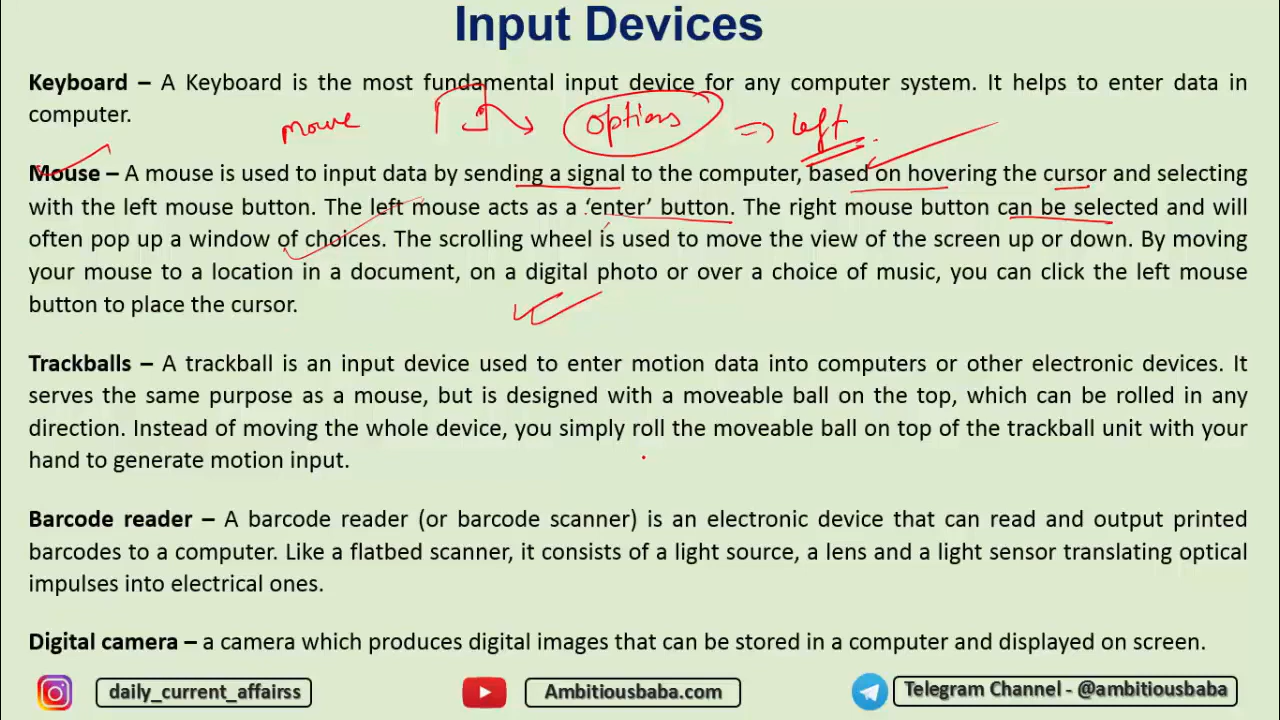 Input Devices
Keyboard – A Keyboard is the most fundamental input device for any computer system. It helps to enter data in
computer.
mouse options => left
Mouse – A mouse is used to input data by sending a signal to the computer, based on hovering the cursor and selecting
with the left mouse button. The left mouse acts as a ‘enter’ button. The right mouse button can be selected and will
often pop up a window of choices. The scrolling wheel is used to move the view of the screen up or down. By moving
your mouse to a location in a document, on a digital photo or over a choice of music, you can click the left mouse
button to place the cursor.
Trackballs – A trackball is an input device used to enter motion data into computers or other electronic devices. It
serves the same purpose as a mouse, but is designed with a moveable ball on the top, which can be rolled in any
direction. Instead of moving the whole device, you simply roll the moveable ball on top of the trackball unit with your
hand to generate motion input.
Barcode reader – A barcode reader (or barcode scanner) is an electronic device that can read and output printed
barcodes to a computer. Like a flatbed scanner, it consists of a light source, a lens and a light sensor translating optical
impulses into electrical ones.
Digital camera – a camera which produces digital images that can be stored in a computer and displayed on screen.
daily_current_affairss Ambitiousbaba.com Telegram Channel - @ambitiousbaba